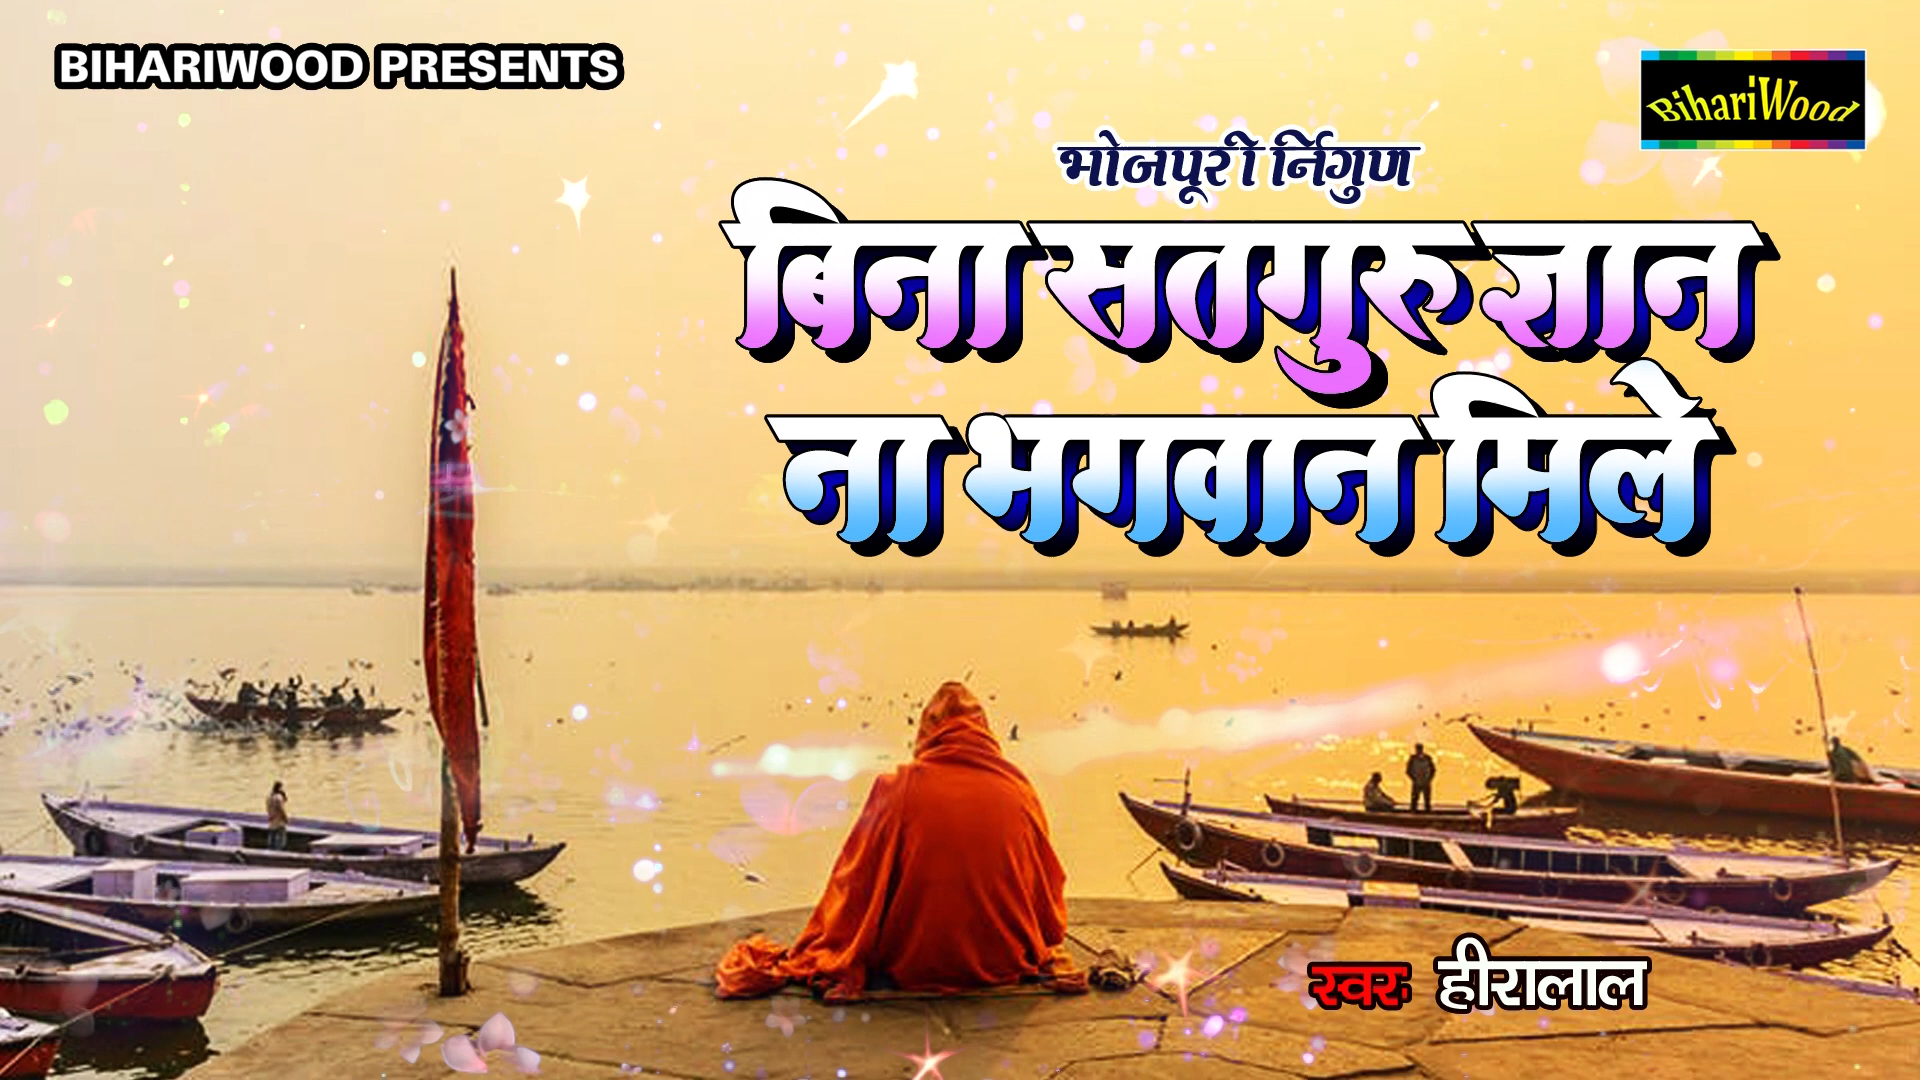 BIHARIWOOD PRESENTS
BihariWood
भोजपूरी र्निगुण
बिना सतगुरु ज्ञान
ना भगवान मिले
स्वरः हीरालाल